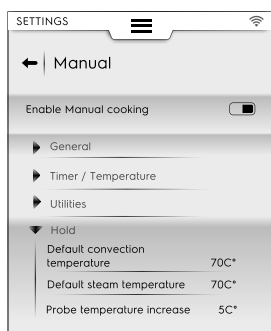 SETTINGS
Manual
Enable Manual cooking
General
Timer / Temperature
Utilities
Hold
Default convection
temperature 70C°
Default steam temperature 70C°
Probe temperature increase 5C°